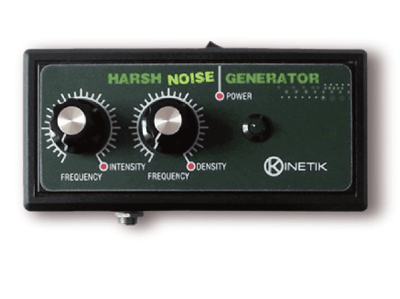 HARSH NOISE GENERATOR
POWER
INTENSITY
FREQUENCY
DENSITY
FREQUENCY
KINETIK